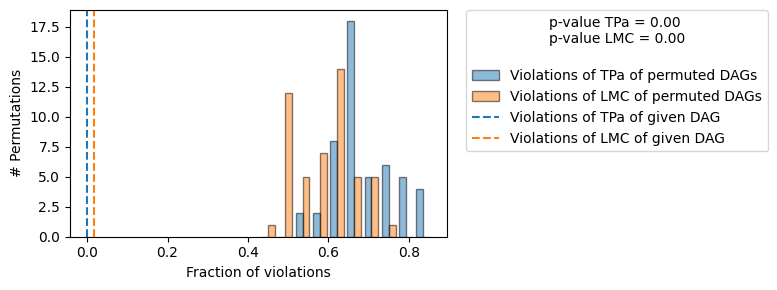 17.5
15.0
12.5
10.0
7.5
5.0
2.5
0.0
# Permutations
0.0 0.2 0.4 0.6 0.8
Fraction of violations
p-value TPa = 0.00
p-value LMC = 0.00
Violations of TPa of permuted DAGs
Violations of LMC of permuted DAGs
Violations of TPa of given DAG
Violations of LMC of given DAG